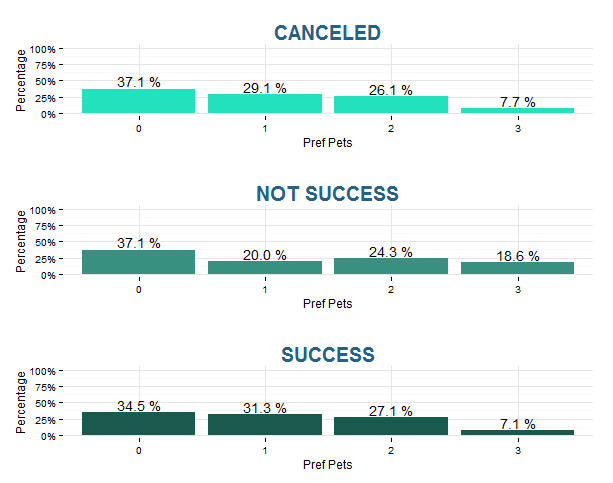 CANCELED
Percentage
100%
75%
50%
25%
0%
37.1 %
29.1 %
26.1 %
7.7 %
0 1 2 3
Pref Pets
NOT SUCCESS
Percentage
100%
75%
50%
25%
0%
37.1 %
20.0 %
24.3 %
18.6 %
0 1 2 3
Pref Pets
SUCCESS
Percentage
100%
75%
50%
25%
0%
34.5 %
31.3 %
27.1 %
7.1 %
0 1 2 3
Pref Pets